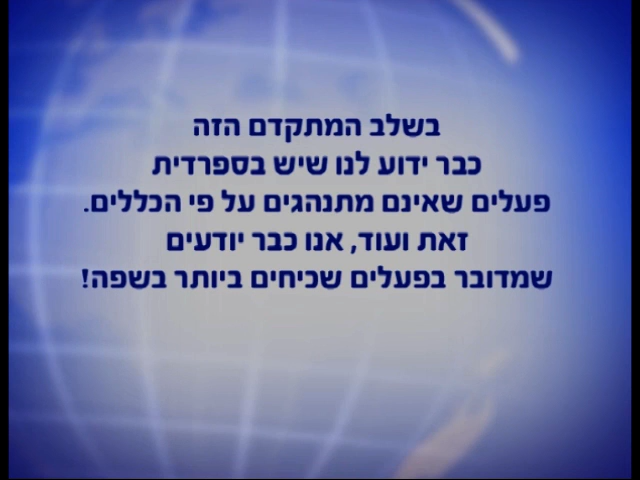 בשלב המתקדם הזה
כבר ידוע לנו שיש בספרדית
פעלים שאינם מתנהגים על פי הכללים.
זאת ועוד, אנו כבר יודעים
שמדובר בפעלים שכיחים ביותר בשפה!